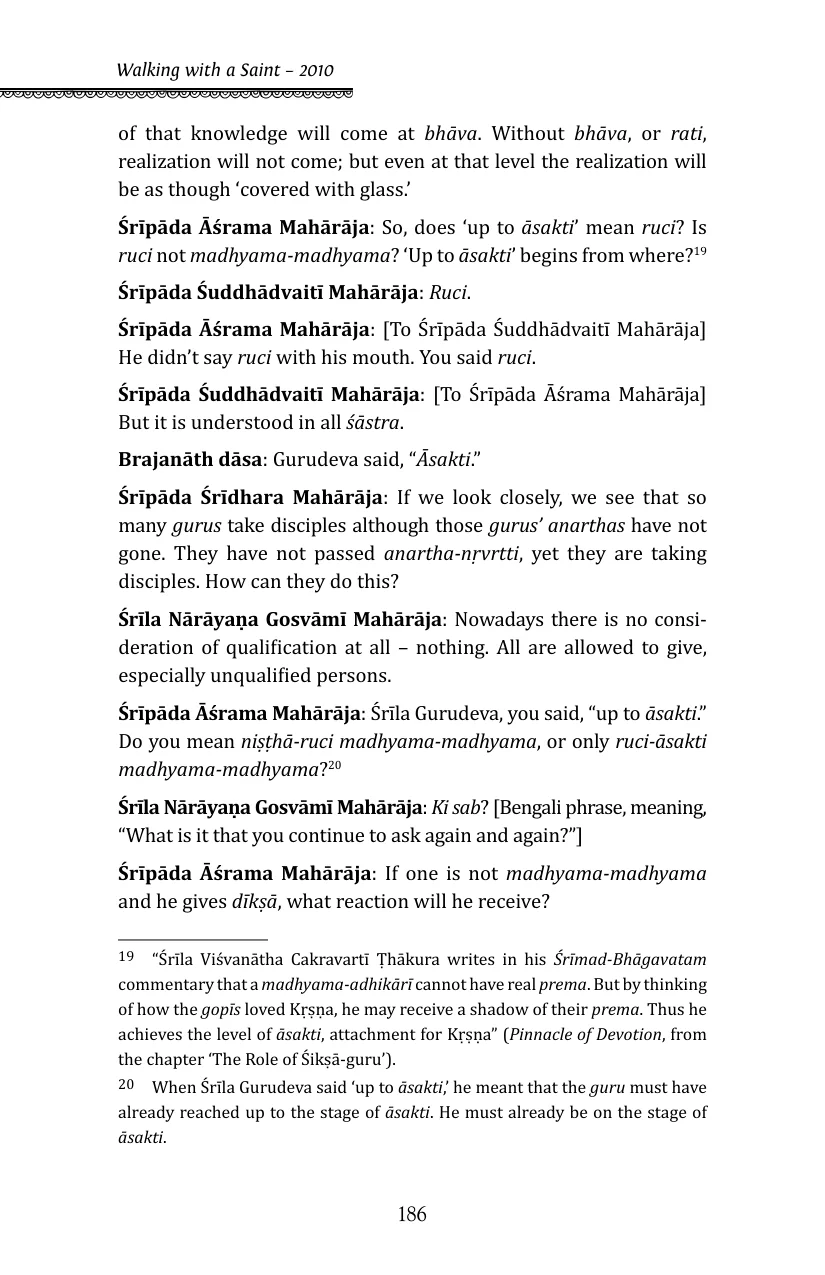 Walking with a Saint – 2010
of that knowledge will come at bhāva. Without bhāva, or rati,
realization will not come; but even at that level the realization will
be as though ‘covered with glass.’
Śrīpāda Āśrama Mahārāja: So, does ‘up to āsakti’ mean ruci? Is
ruci not madhyama-madhyama? ‘Up to āsakti’ begins from where?19
Śrīpāda Śuddhādvaitī Mahārāja: Ruci.
Śrīpāda Āśrama Mahārāja: [To Śrīpāda Śuddhādvaitī Mahārāja]
He didn’t say ruci with his mouth. You said ruci.
Śrīpāda Śuddhādvaitī Mahārāja: [To Śrīpāda Āśrama Mahārāja]
But it is understood in all śāstra.
Brajanāth dāsa: Gurudeva said, “Āsakti.”
Śrīpāda Śrīdhara Mahārāja: If we look closely, we see that so
many gurus take disciples although those gurus’ anarthas have not
gone. They have not passed anartha-nṛvrtti, yet they are taking
disciples. How can they do this?
Śrīla Nārāyaṇa Gosvāmī Mahārāja: Nowadays there is no consi-
deration of qualification at all – nothing. All are allowed to give,
especially unqualified persons.
Śrīpāda Āśrama Mahārāja: Śrīla Gurudeva, you said, “up to āsakti.”
Do you mean niṣṭhā-ruci madhyama-madhyama, or only ruci-āsakti
madhyama-madhyama?20
Śrīla Nārāyaṇa Gosvāmī Mahārāja: Ki sab? [Bengali phrase, meaning,
“What is it that you continue to ask again and again?”]
Śrīpāda Āśrama Mahārāja: If one is not madhyama-madhyama
and he gives dīkṣā, what reaction will he receive?
19 “Śrīla Viśvanātha Cakravartī Ṭhākura writes in his Śrīmad-Bhāgavatam
commentary that a madhyama-adhikārī cannot have real prema. But by thinking
of how the gopīs loved Kṛṣṇa, he may receive a shadow of their prema. Thus he
achieves the level of āsakti, attachment for Kṛṣṇa” (Pinnacle of Devotion, from
the chapter ‘The Role of Śikṣā-guru’).
20 When Śrīla Gurudeva said ‘up to āsakti,’ he meant that the guru must have
already reached up to the stage of āsakti. He must already be on the stage of
āsakti.
186